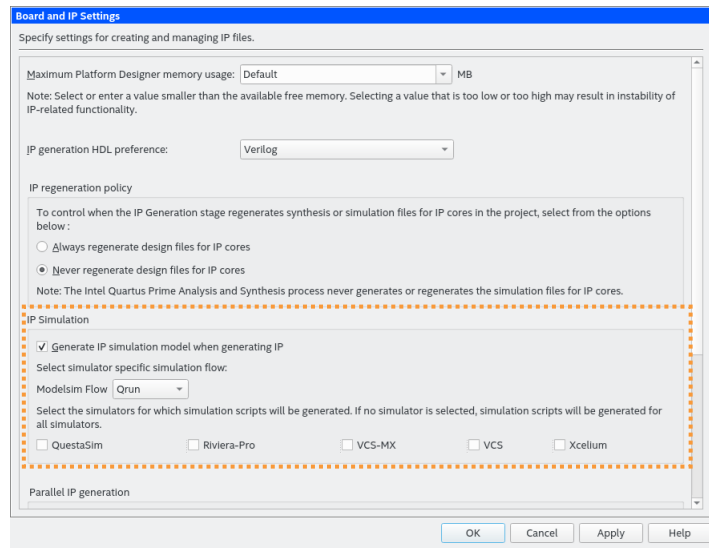 Board and IP Settings
Specify settings for creating and managing IP files.
Maximum Platform Designer memory usage: Default MB
Note: Select or enter a value smaller than the available free memory. Selecting a value that is too low or too high may result in instability of
IP-related functionality.
IP generation HDL preference: Verilog
IP regeneration policy
To control when the IP Generation stage regenerates synthesis or simulation files for IP cores in the project, select from the options
below :
Always regenerate design files for IP cores
Never regenerate design files for IP cores
Note: The Intel Quartus Prime Analysis and Synthesis process never generates or regenerates the simulation files for IP cores.
IP Simulation
Generate IP simulation model when generating IP
Select simulator specific simulation flow:
Modelsim Flow Qrun
Select the simulators for which simulation scripts will be generated. If no simulator is selected, simulation scripts will be generated for
all simulators.
QuestaSim Riviera-Pro VCS-MX VCS Xcelium
Parallel IP generation
OK Cancel Apply Help